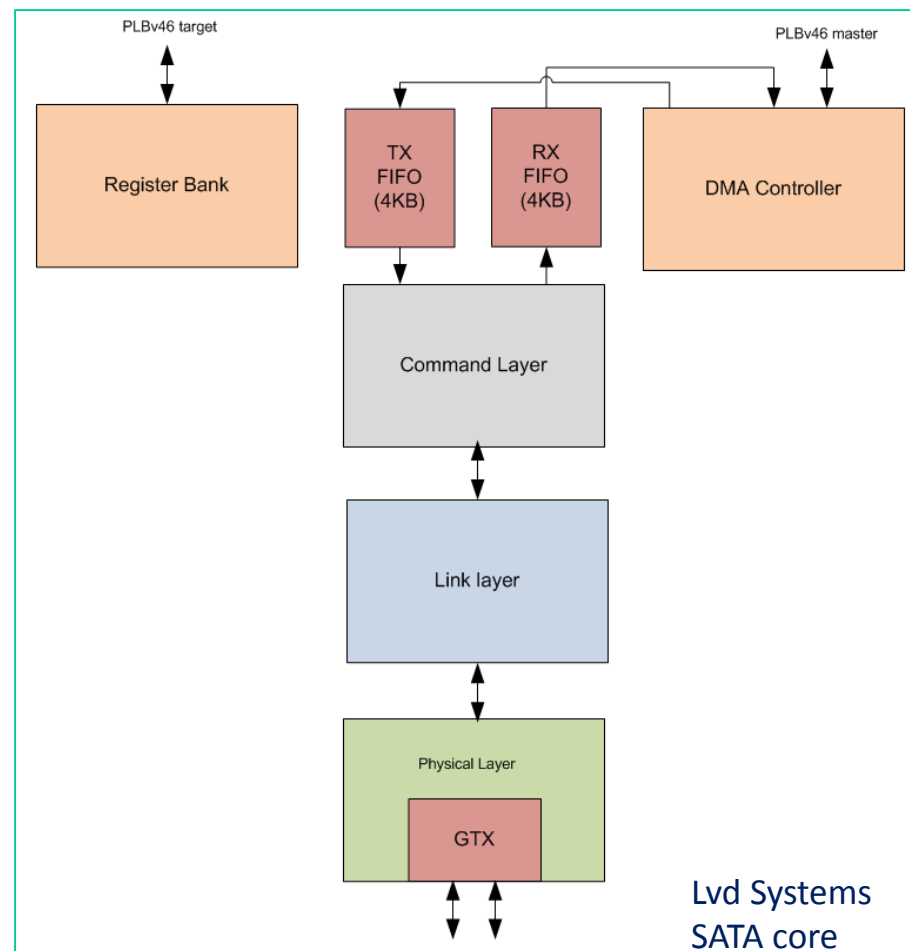 PLBv46 target
PLBv46 master
Register Bank
TX
FIFO
(4KB)
RX
FIFO
(4KB)
DMA Controller
Command Layer
Link layer
Physical Layer
GTX
Lvd Systems
SATA core